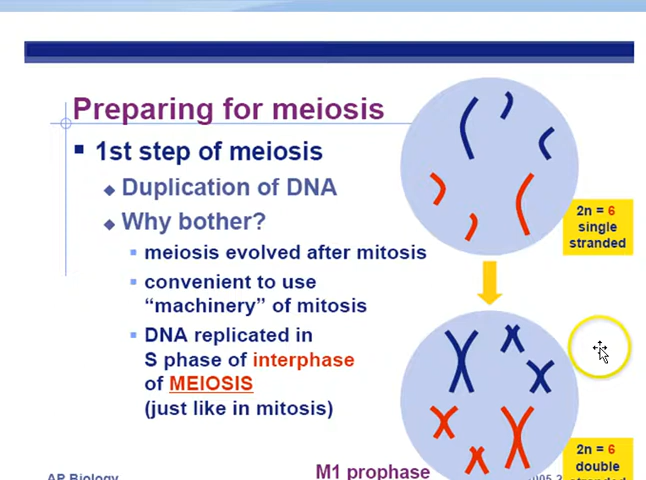 Preparing for meiosis
1st step of meiosis
Duplication of DNA
Why bother?
meiosis evolved after mitosis
convenient to use
“machinery” of mitosis
DNA replicated in
S phase of interphase
of MEIOSIS
(just like in mitosis)
2n = 6
single
stranded
2n = 6
double
M1 prophase
AP Biology